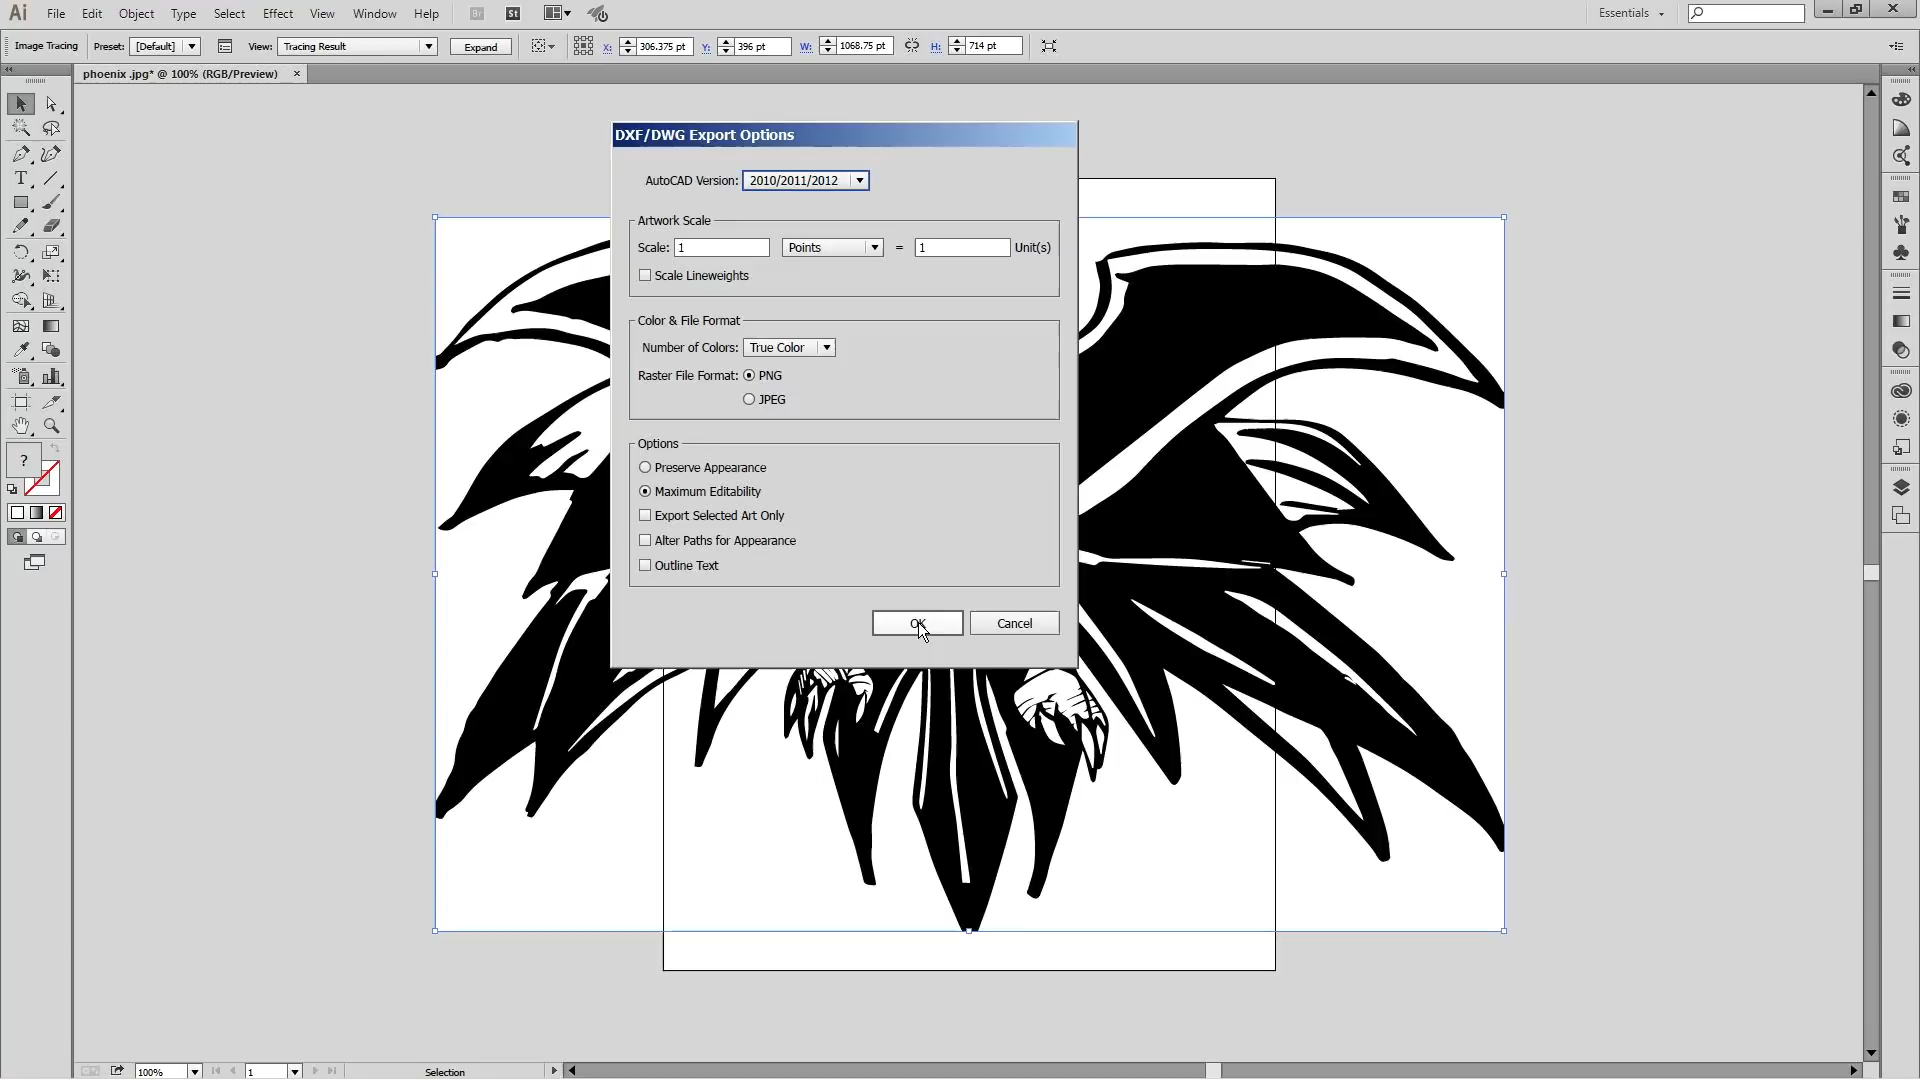 Ai File Edit Object Type Select Effect View Window Help Br St Essentials
Image Tracing Preset: [Default] View: Tracing Result Expand X: 306.375 pt Y: 396 pt W: 1068.75 pt H: 714 pt
phoenix .jpg* @ 100% (RGB/Preview) ×
DXF/DWG Export Options
AutoCAD Version: 2010/2011/2012
Artwork Scale
Scale: 1 Points = 1 Unit(s)
Scale Lineweights
Color & File Format
Number of Colors: True Color
Raster File Format: PNG
JPEG
Options
Preserve Appearance
Maximum Editability
Export Selected Art Only
Alter Paths for Appearance
Outline Text
OK Cancel
T
?
100% 1 Selection